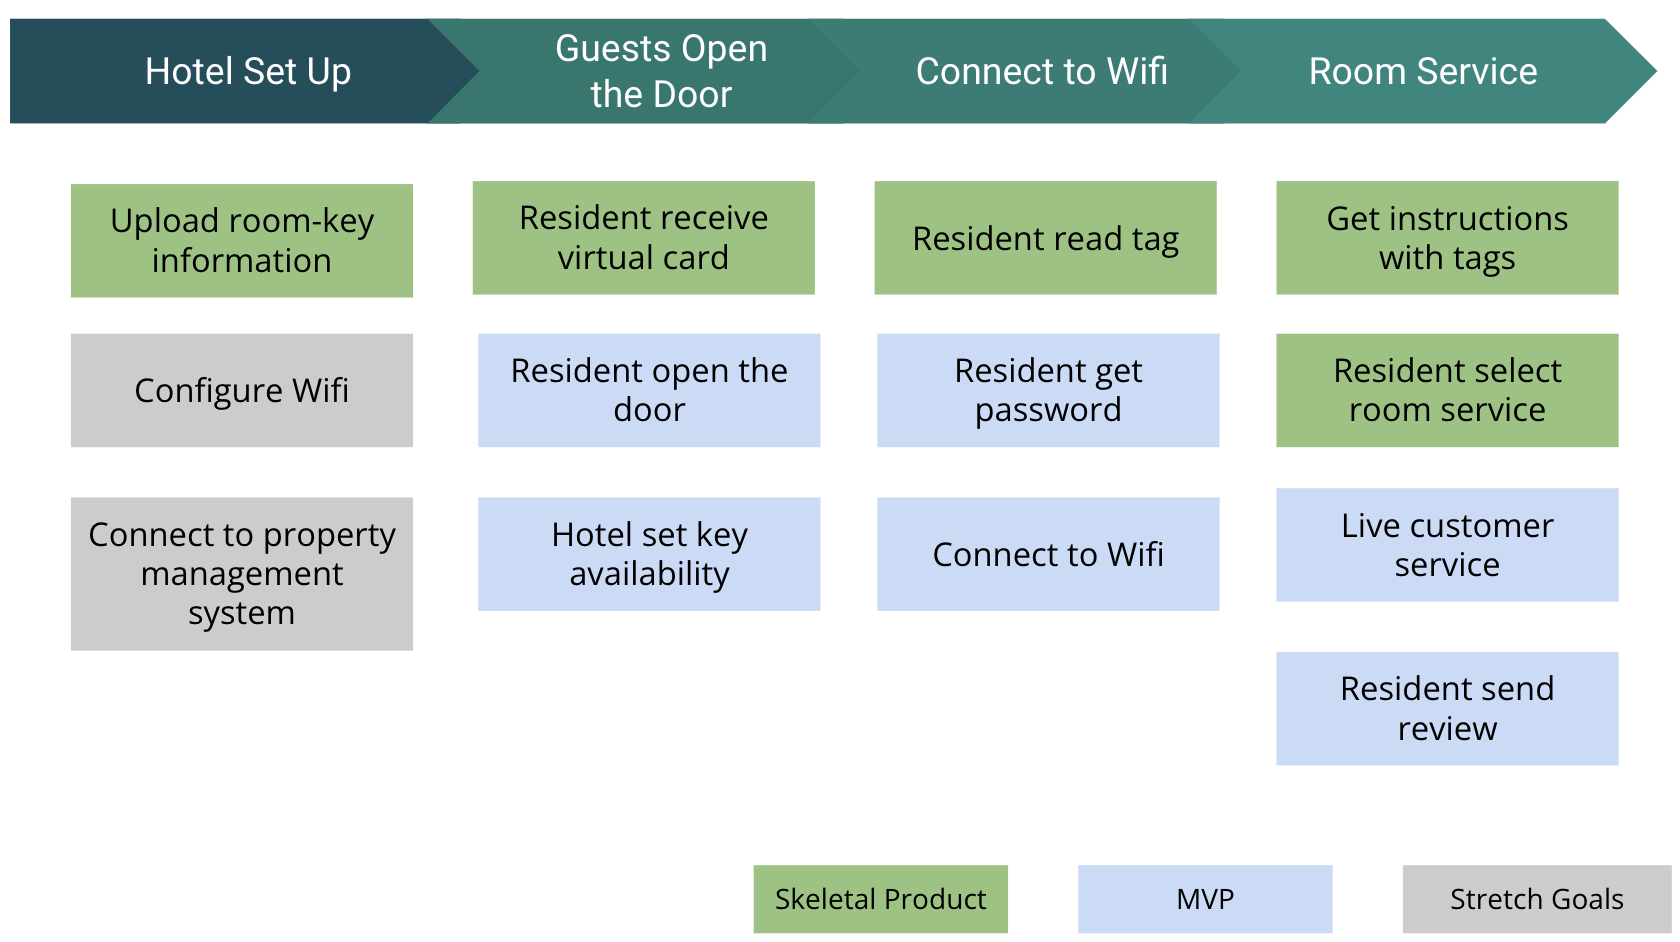 Hotel Set Up
Guests Open
the Door
Connect to Wifi
Room Service
Upload room-key
information
Resident receive
virtual card
Resident read tag
Get instructions
with tags
Configure Wifi
Resident open the
door
Resident get
password
Resident select
room service
Connect to property
management
system
Hotel set key
availability
Connect to Wifi
Live customer
service
Resident send
review
Skeletal Product
MVP
Stretch Goals